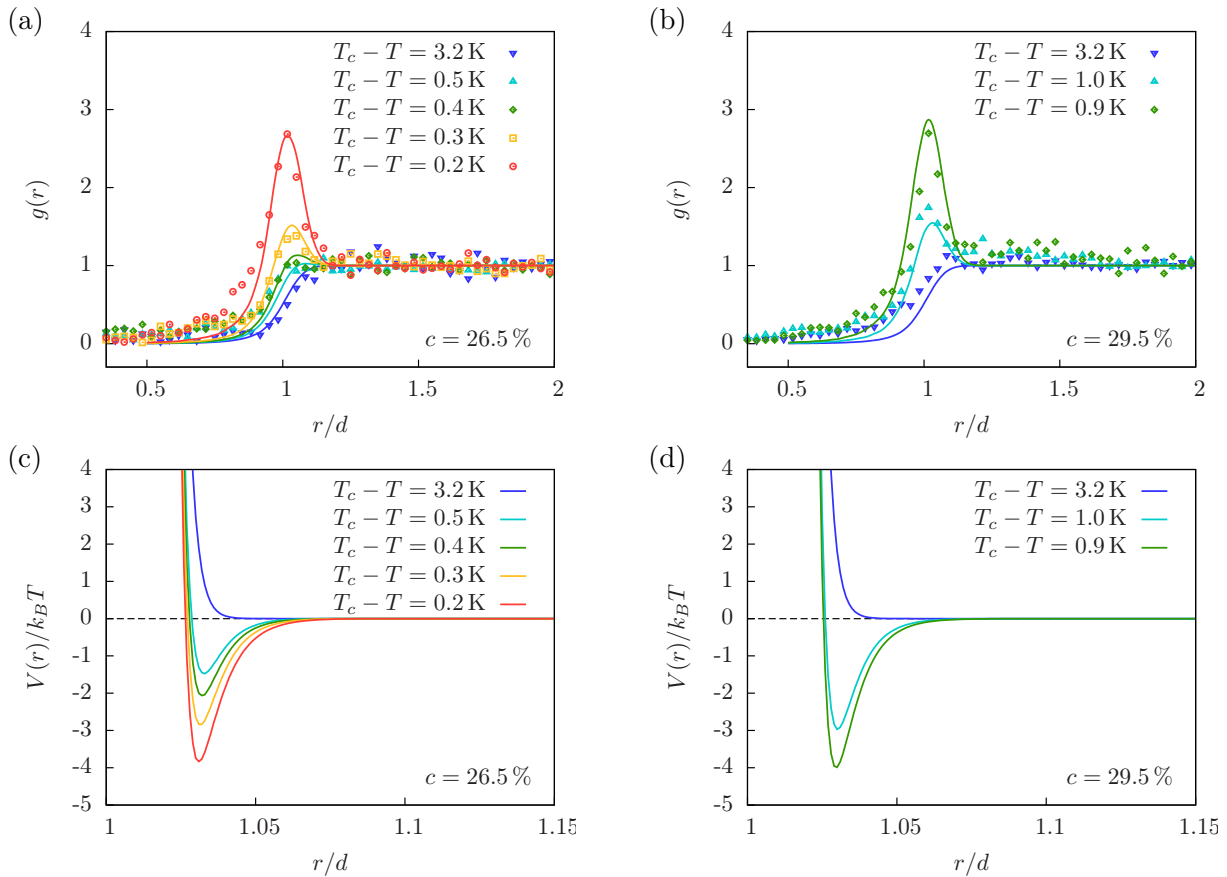 (a)
4
3
2
1
0
g(r)
T_c − T = 3.2 K
T_c − T = 0.5 K
T_c − T = 0.4 K
T_c − T = 0.3 K
T_c − T = 0.2 K
c = 26.5 %
0.5
1
1.5
2
r/d
(b)
4
3
2
1
0
g(r)
T_c − T = 3.2 K
T_c − T = 1.0 K
T_c − T = 0.9 K
c = 29.5 %
0.5
1
1.5
2
r/d
(c)
4
3
2
1
0
-1
-2
-3
-4
-5
V(r)/k_BT
T_c − T = 3.2 K
T_c − T = 0.5 K
T_c − T = 0.4 K
T_c − T = 0.3 K
T_c − T = 0.2 K
c = 26.5 %
1
1.05
1.1
1.15
r/d
(d)
4
3
2
1
0
-1
-2
-3
-4
-5
V(r)/k_BT
T_c − T = 3.2 K
T_c − T = 1.0 K
T_c − T = 0.9 K
c = 29.5 %
1
1.05
1.1
1.15
r/d